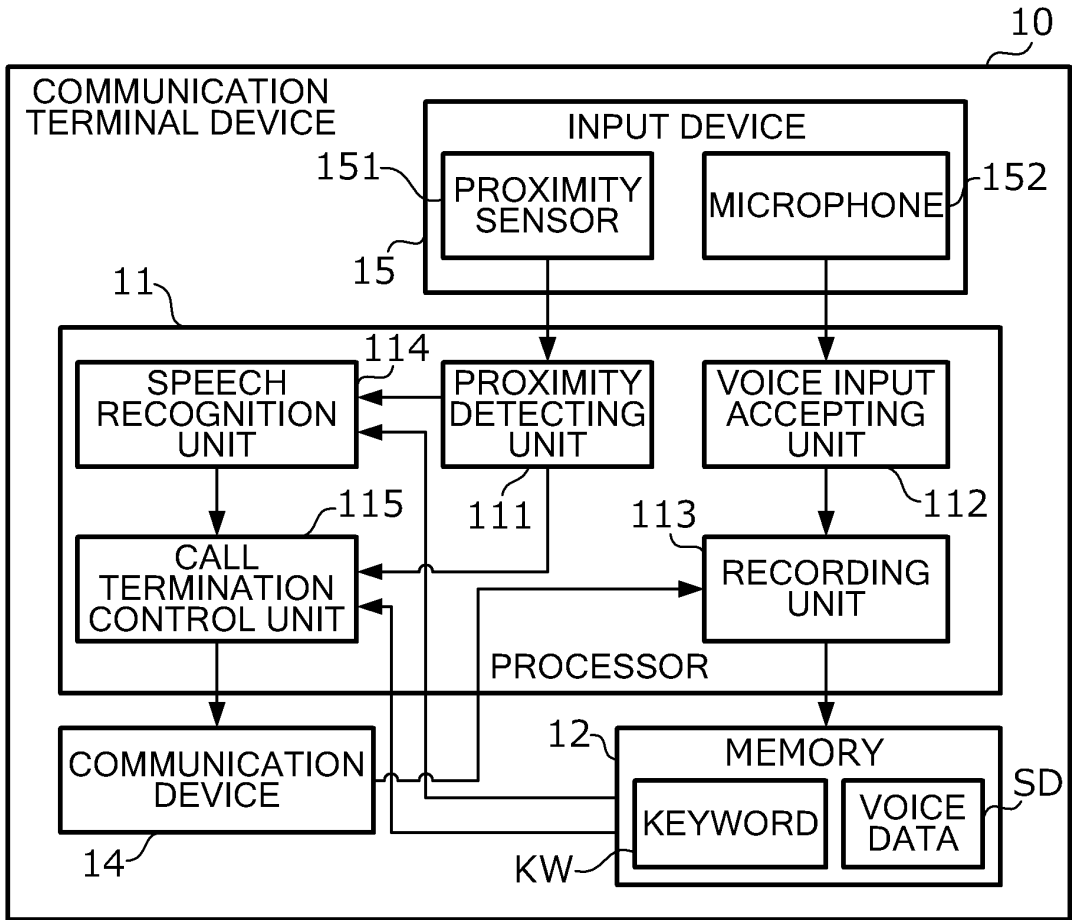 10
COMMUNICATION
TERMINAL DEVICE
INPUT DEVICE
151
PROXIMITY
SENSOR
MICROPHONE
152
15
11
114
SPEECH
RECOGNITION
UNIT
PROXIMITY
DETECTING
UNIT
VOICE INPUT
ACCEPTING
UNIT
111
112
115
113
CALL
TERMINATION
CONTROL UNIT
RECORDING
UNIT
PROCESSOR
12
MEMORY
COMMUNICATION
DEVICE
KEYWORD
VOICE
DATA
SD
14
KW